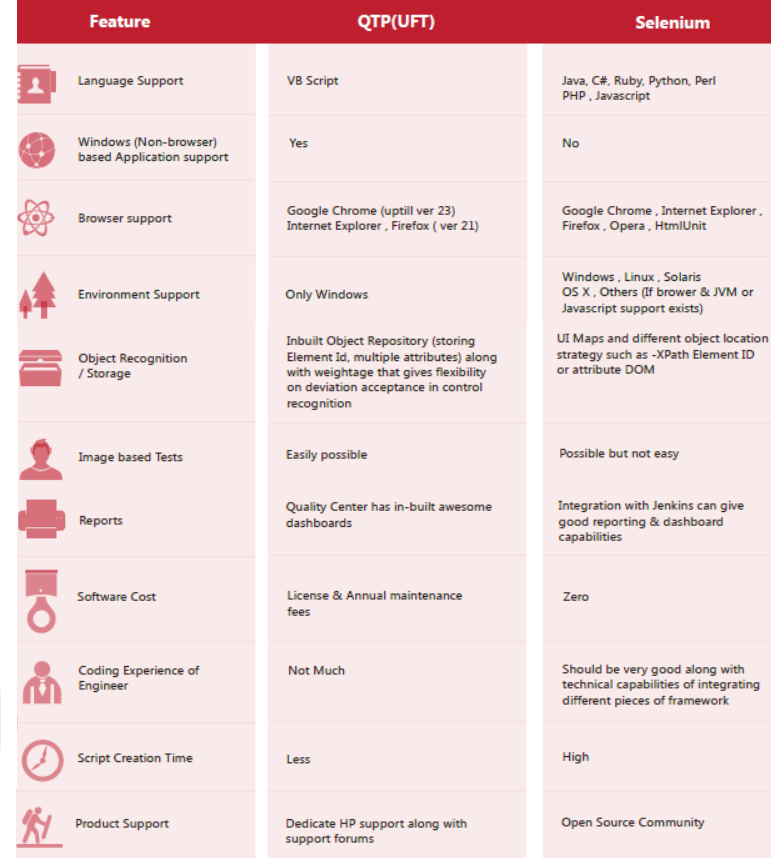 Feature QTP(UFT) Selenium
Language Support
VB Script
Java, C#, Ruby, Python, Perl
PHP , Javascript
Windows (Non-browser)
based Application support
Yes
No
Browser support
Google Chrome (uptill ver 23)
Internet Explorer , Firefox ( ver 21)
Google Chrome , Internet Explorer ,
Firefox , Opera , HtmlUnit
Environment Support
Only Windows
Windows , Linux , Solaris
OS X , Others (If brower & JVM or
Javascript support exists)
Object Recognition
/ Storage
Inbuilt Object Repository (storing
Element Id, multiple attributes) along
with weightage that gives flexibility
on deviation acceptance in control
recognition
UI Maps and different object location
strategy such as -XPath Element ID
or attribute DOM
Image based Tests
Easily possible
Possible but not easy
Reports
Quality Center has in-built awesome
dashboards
Integration with Jenkins can give
good reporting & dashboard
capabilities
Software Cost
License & Annual maintenance
fees
Zero
Coding Experience of
Engineer
Not Much
Should be very good along with
technical capabilities of integrating
different pieces of framework
Script Creation Time
Less
High
Product Support
Dedicate HP support along with
support forums
Open Source Community